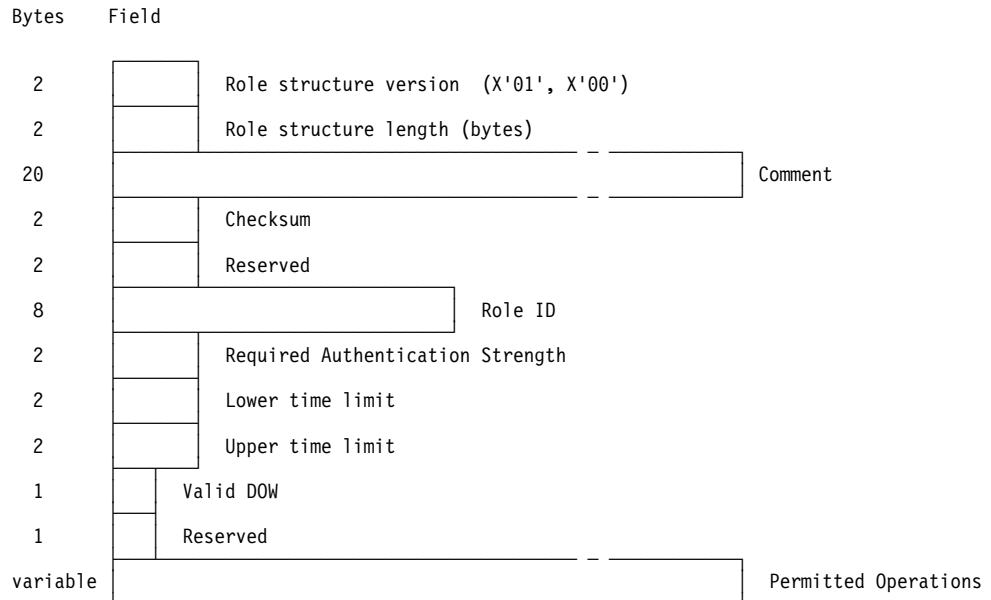 Bytes Field
2 Role structure version (X'01', X'00')
2 Role structure length (bytes)
20 Comment
2 Checksum
2 Reserved
8 Role ID
2 Required Authentication Strength
2 Lower time limit
2 Upper time limit
1 Valid DOW
1 Reserved
variable Permitted Operations